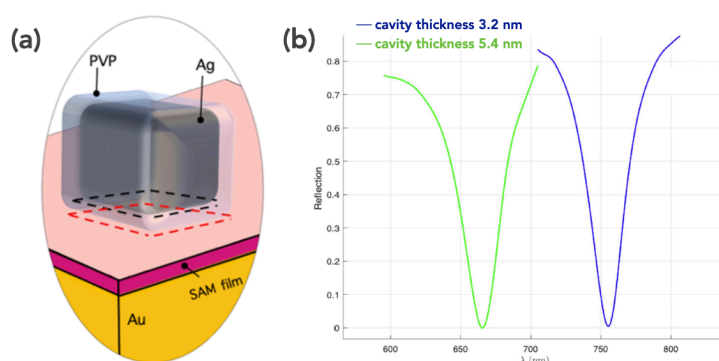 (a)
PVP
Ag
SAM film
Au
(b)
cavity thickness 3.2 nm
cavity thickness 5.4 nm
0.8
0.7
0.6
0.5
0.4
0.3
0.2
0.1
0
Reflection
600
650
700
750
800
λ (nm)